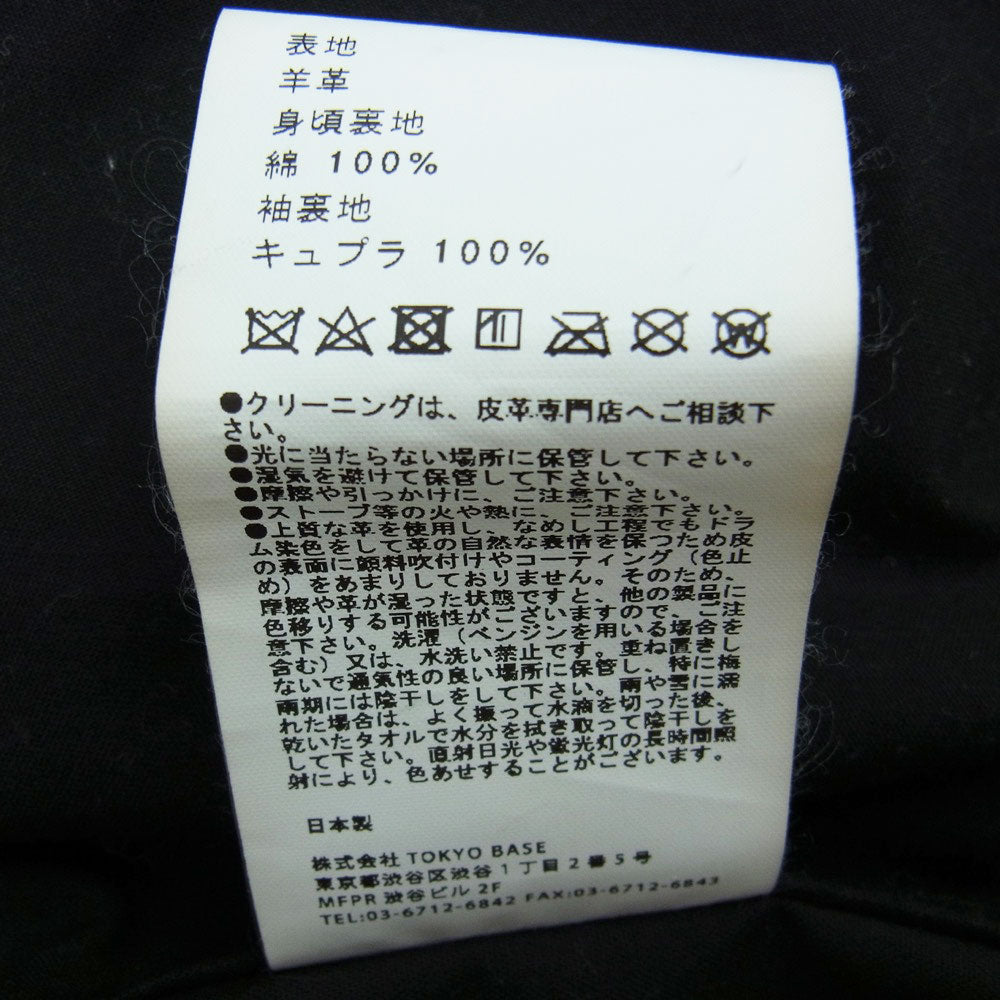 表地
羊革
身頃裏地
綿 100%
袖裏地
キュプラ 100%
●クリーニングは、皮革専門店へご相談下
さい。
●光に当たらない場所に保管して下さい。
●湿気を避けて保管して下さい。
●摩擦や引っかけに、ご注意下さい。
●ストーブ等の火や熱に、ご注意下さい。
●上質な革を使用し、なめし工程でもドラ
ム染色をして革の自然な表情を保つため皮
の表面に顔料吹付けやコーティング（色止
め）をあまりしておりません。そのため、
摩擦や革が湿った状態ですと、他の製品に
色移りする可能性がございますので、ご注
意下さい。洗濯（ベンジンを用いる場合を
含む）又は、水洗い禁止です。重ね置きし
ないで通気性の良い場所に保管し、特に梅
雨期には陰干しをして下さい。雨や雪に濡
れた場合は、よく振って水滴を切った後、
乾いたタオルで水分を拭き取って陰干しを
して下さい。直射日光や蛍光灯の長時間照
射により、色あせすることがございます。
日本製
株式会社 TOKYO BASE
東京都渋谷区渋谷１丁目２番５号
MFPR 渋谷ビル 2F
TEL:03-6712-6842 FAX:03-6712-6843